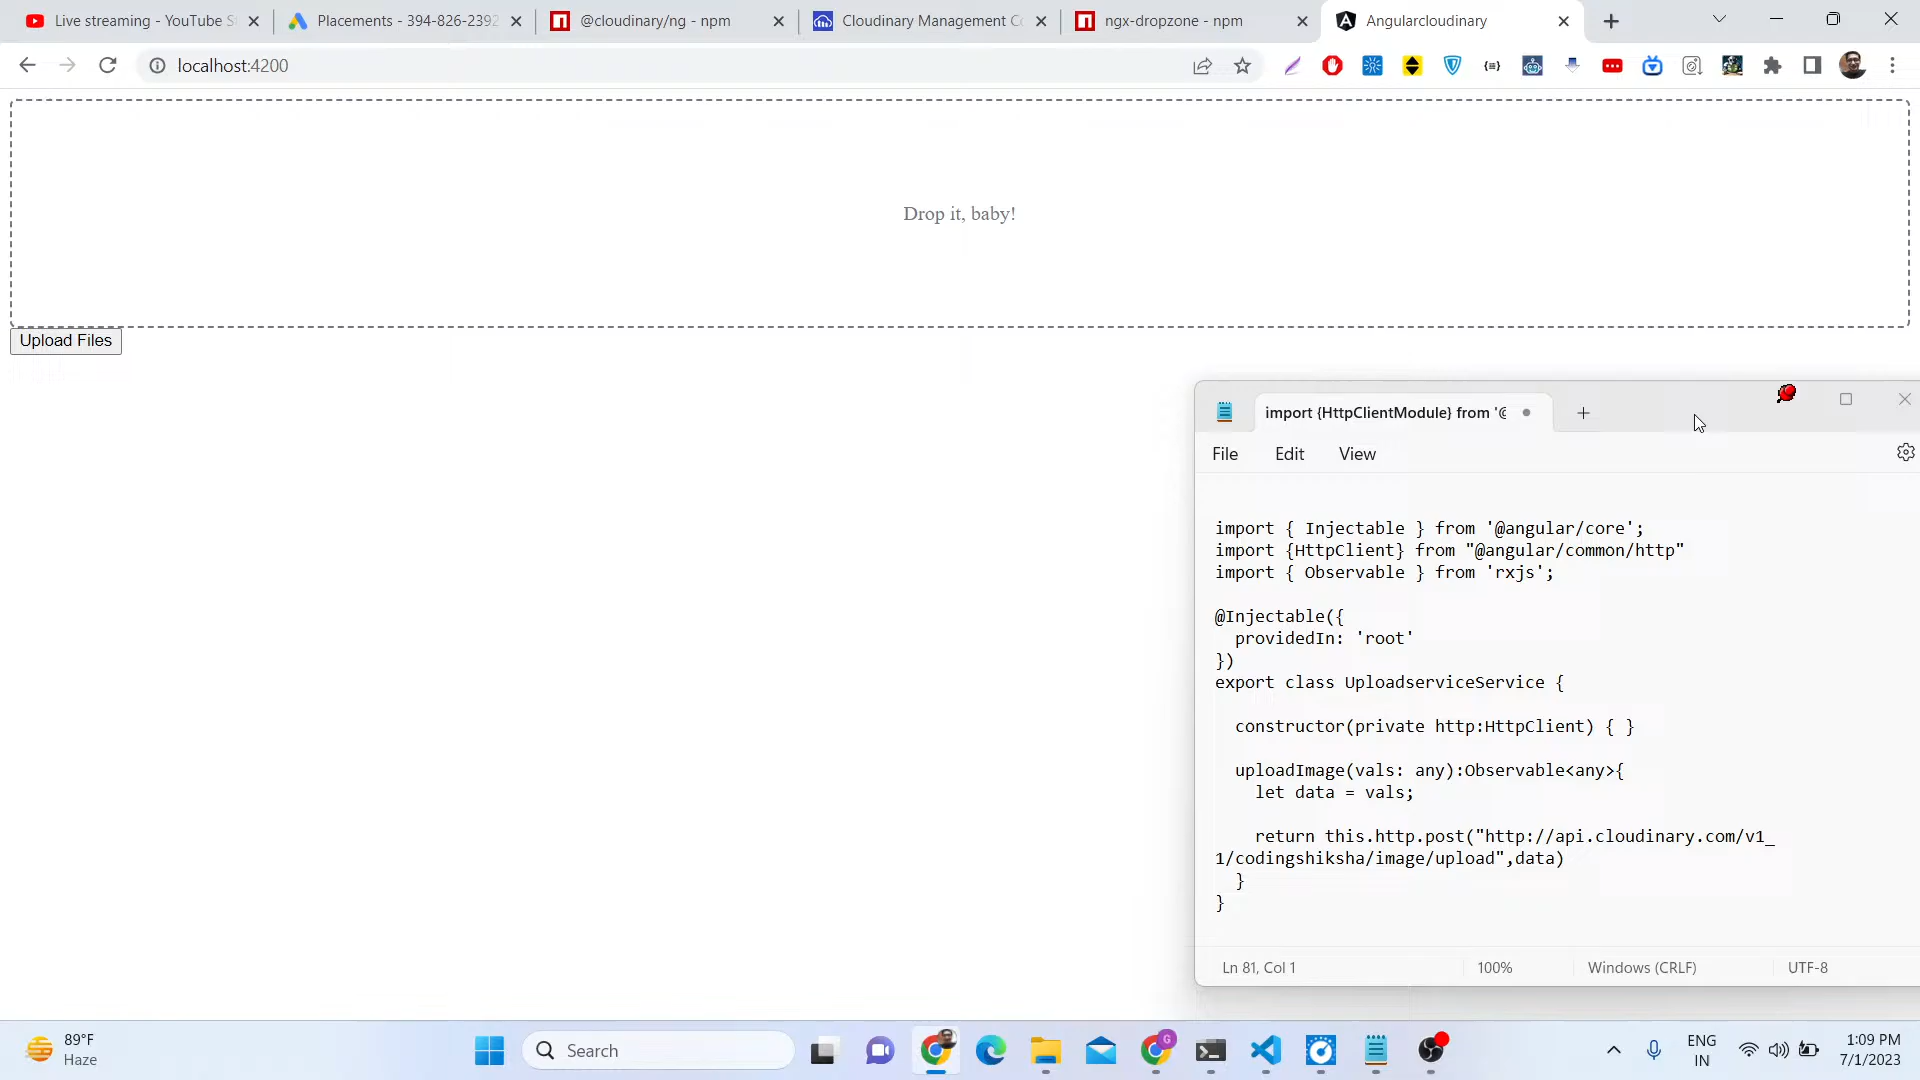 Live streaming - YouTube S
Placements - 394-826-2392
@cloudinary/ng - npm
Cloudinary Management Co
ngx-dropzone - npm
Angularcloudinary
localhost:4200
Drop it, baby!
Upload Files
import {HttpClientModule} from '@
File
Edit
View
import { Injectable } from '@angular/core';
import {HttpClient} from "@angular/common/http"
import { Observable } from 'rxjs';
@Injectable({
providedIn: 'root'
})
export class UploadserviceService {
constructor(private http:HttpClient) { }
uploadImage(vals: any):Observable<any>{
let data = vals;
return this.http.post("http://api.cloudinary.com/v1_
1/codingshiksha/image/upload",data)
}
}
Ln 81, Col 1
100%
Windows (CRLF)
UTF-8
89°F
Haze
Search
G
ENG
IN
1:09 PM
7/1/2023